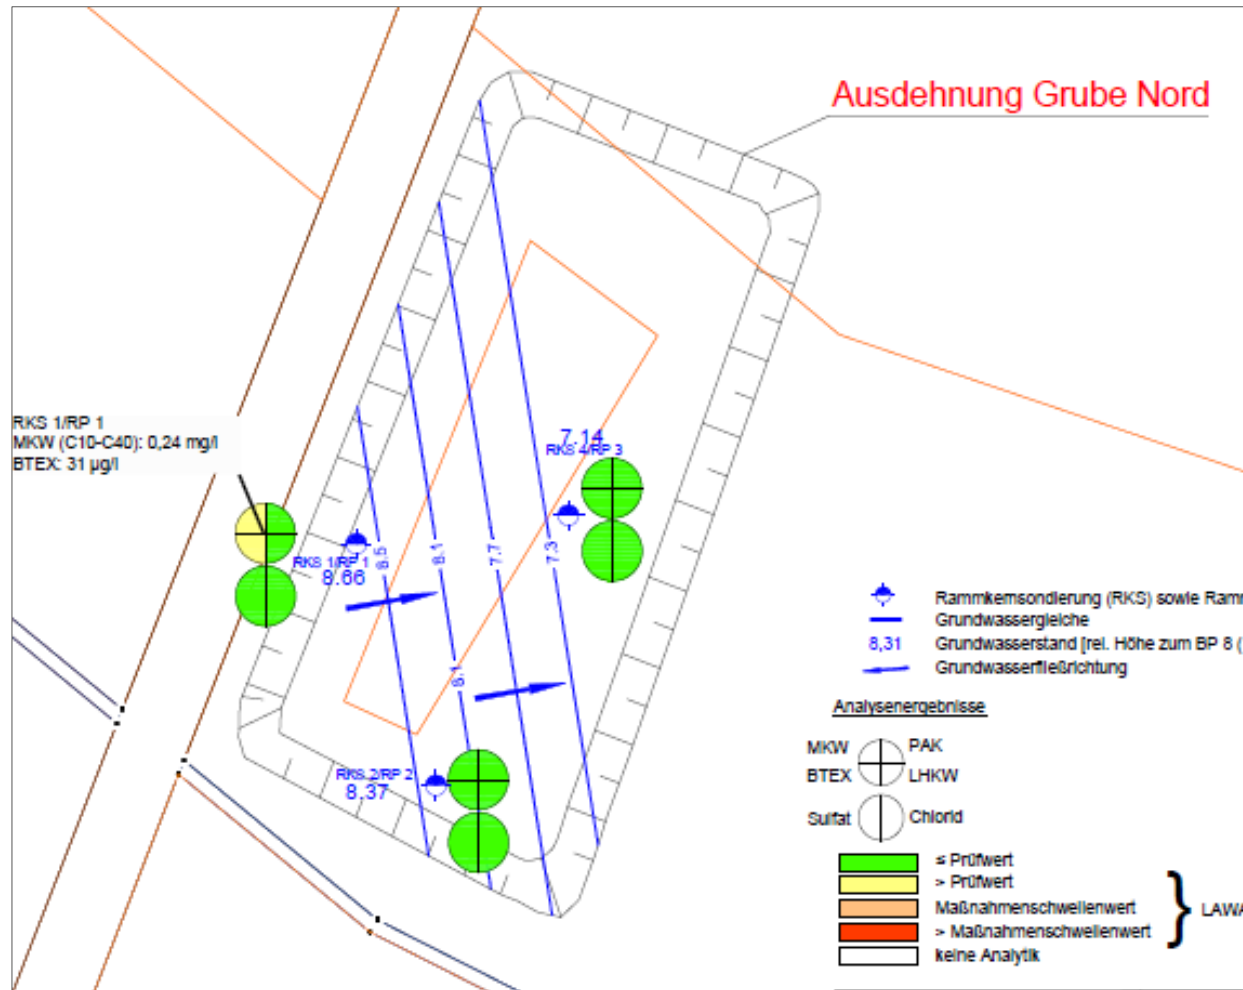 Ausdehnung Grube Nord
RKS 1/RP 1
MKW (C10-C40): 0,24 mg/l
BTEX: 31 µg/l
7.14
RKS 4/RP 3
RKS 1/RP 1
8.66
8.5
8.1
7.7
7.3
8.1
RKS 2/RP 2
8,37
Rammkernsondierung (RKS) sowie Ramm
Grundwassergleiche
8,31 Grundwasserstand [rel. Höhe zum BP 8 (
Grundwasserfließrichtung
Analysenergebnisse
MKW PAK
BTEX LHKW
Sulfat Chlorid
≤ Prüfwert
> Prüfwert
Maßnahmenschwellenwert
> Maßnahmenschwellenwert
keine Analytik
LAWA